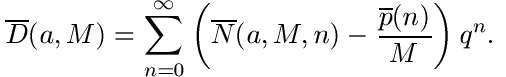 $\overline{D}(a, M) = \sum_{n=0}^{\infty} \left( \overline{N}(a, M, n) - \frac{\overline{p}(n)}{M} \right) q^n.$